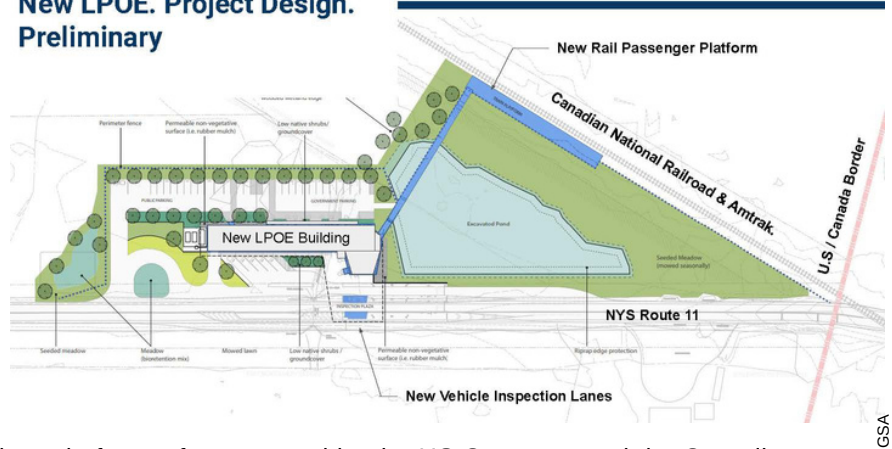 New LPOE. Project Design.
Preliminary
New Rail Passenger Platform
Canadian National Railroad & Amtrak.
U.S / Canada Border
Perimeter fence
Permeable non-vegetative
surface (i.e. rubber mulch)
Low native shrubs/
groundcover
PUBLIC PARKING
GOVERNMENT PARKING
Excavated Pond
New LPOE Building
Seeded Meadow
(mowed seasonally)
INSPECTION PLAZA
NYS Route 11
Seeded meadow
Meadow
(bioretention mix)
Mowed lawn
Low native shrubs /
groundcover
Permeable non-vegetative
surface (i.e. rubber mulch)
Riprap edge protection
New Vehicle Inspection Lanes
GSA